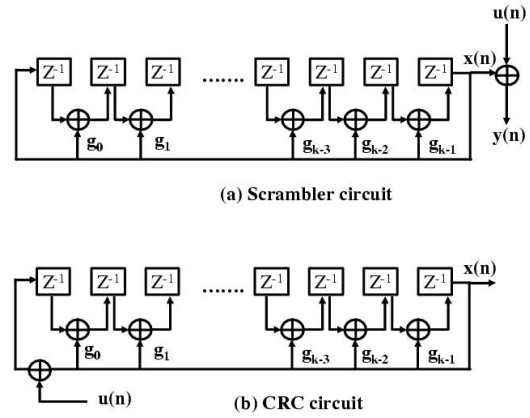 u(n)
Z-1 Z-1 Z-1 ....... Z-1 Z-1 Z-1 Z-1 x(n)
g0 g1 gk-3 gk-2 gk-1 y(n)
(a) Scrambler circuit
Z-1 Z-1 Z-1 ....... Z-1 Z-1 Z-1 Z-1 x(n)
g0 g1 gk-3 gk-2 gk-1
u(n)
(b) CRC circuit